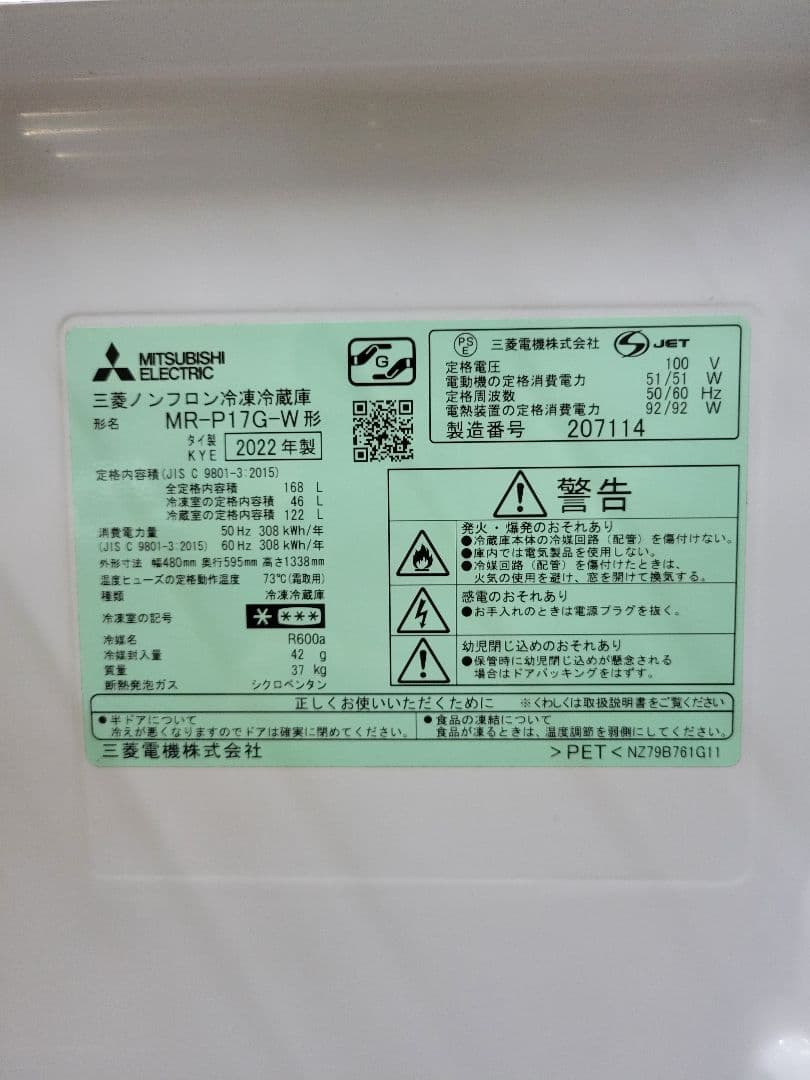 MITSUBISHI
ELECTRIC
G
三菱ノンフロン冷凍冷蔵庫
形名 MR-P17G-W形
タイ製
KYE 2022年製
PS
E 三菱電機株式会社 JET
定格電圧 100 V
電動機の定格消費電力 51/51 W
定格周波数 50/60 Hz
電熱装置の定格消費電力 92/92 W
製造番号 207114
定格内容積(JIS C 9801-3:2015)
全定格内容積 168 L
冷凍室の定格内容積 46 L
冷蔵室の定格内容積 122 L
消費電力量 50Hz 308 kWh/年
(JIS C 9801-3:2015) 60Hz 308 kWh/年
外形寸法 幅480mm 奥行595mm 高さ1338mm
温度ヒューズの定格動作温度 73℃(霜取用)
種類 冷凍冷蔵庫
冷凍室の記号 * ***
冷媒名 R600a
冷媒封入量 42 g
質量 37 kg
断熱発泡ガス シクロペンタン
警告
発火・爆発のおそれあり
●冷蔵庫本体の冷媒回路(配管)を傷付けない。
●庫内では電気製品を使用しない。
●冷媒回路(配管)を傷付けたときは、
火気の使用を避け、窓を開けて換気する。
感電のおそれあり
●お手入れのときは電源プラグを抜く。
幼児閉じ込めのおそれあり
●保管時に幼児閉じ込めが懸念される
場合はドアパッキングをはずす。
正しくお使いいただくために ※くわしくは取扱説明書をご覧ください
●半ドアについて
冷えが悪くなりますのでドアは確実に閉めてください。
●食品の凍結について
食品が凍るときは、温度調節を弱側にしてください。
三菱電機株式会社 >PET< NZ79B761G11